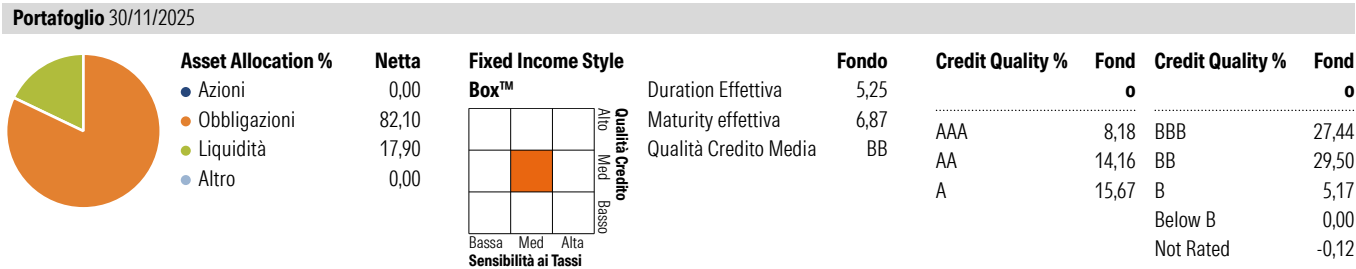 Portafoglio 30/11/2025
Asset Allocation % Netta
Azioni 0,00
Obbligazioni 82,10
Liquidità 17,90
Altro 0,00
Fixed Income Style
Box™
Alto Med Basso
Qualità Credito
Bassa Med Alta
Sensibilità ai Tassi
Fondo
Duration Effettiva 5,25
Maturity effettiva 6,87
Qualità Credito Media BB
Credit Quality % Fond
o
AAA 8,18
AA 14,16
A 15,67
Credit Quality % Fond
o
BBB 27,44
BB 29,50
B 5,17
Below B 0,00
Not Rated -0,12